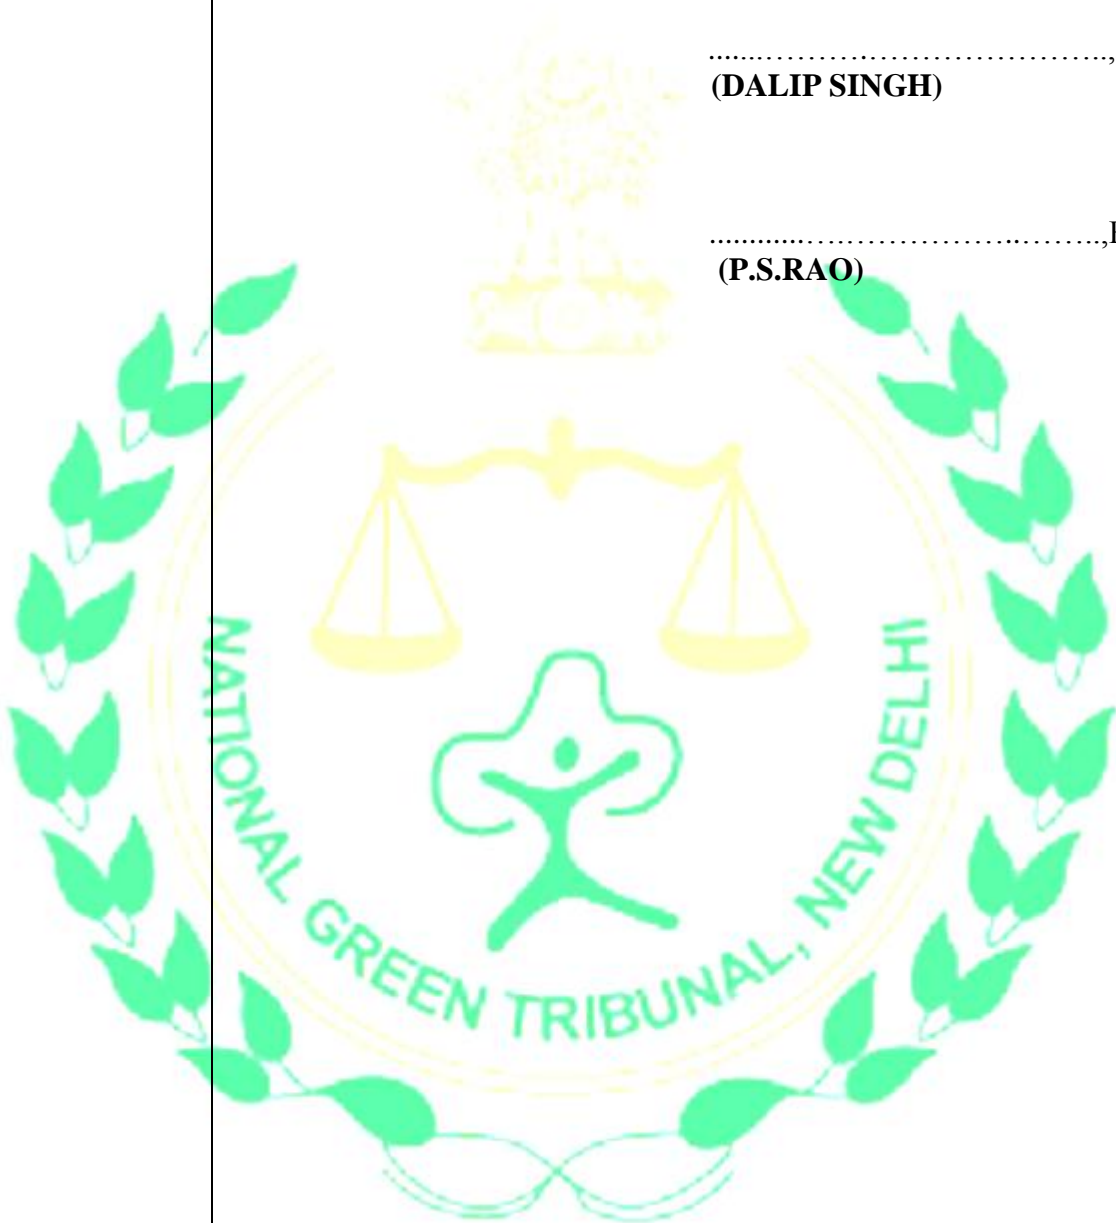 .......……….…………………..,
(DALIP SINGH)
............………………..……..,
(P.S.RAO)
NATIONAL GREEN TRIBUNAL, NEW DELHI